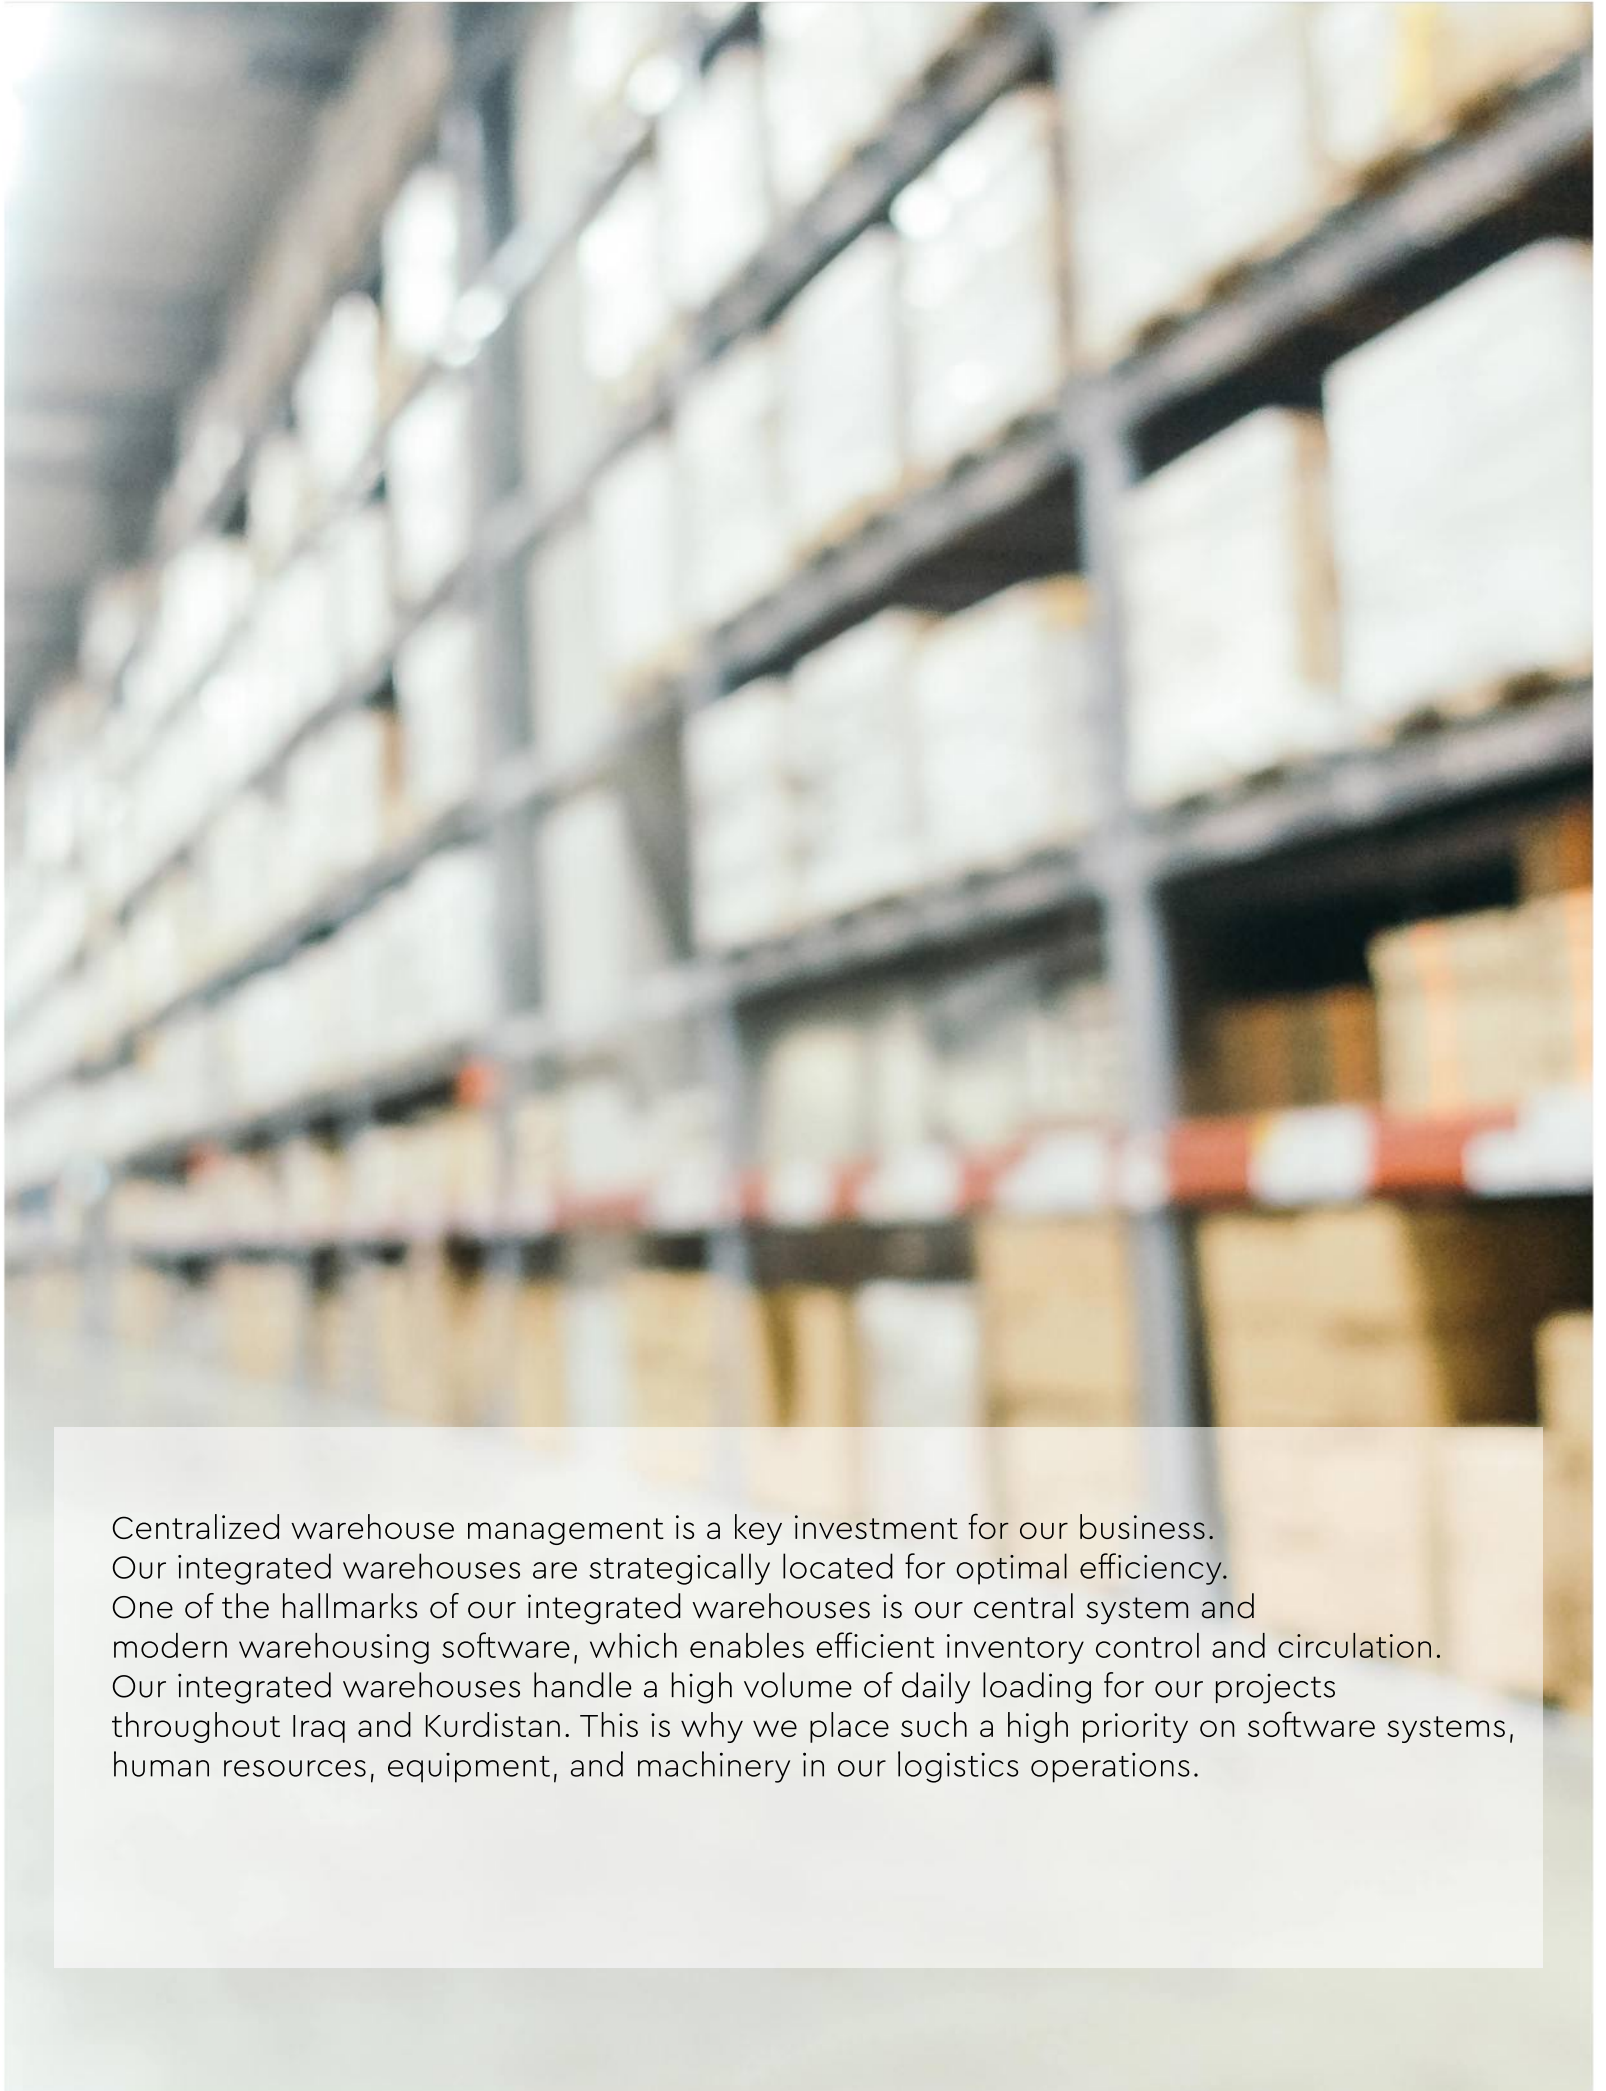 Centralized warehouse management is a key investment for our business.
Our integrated warehouses are strategically located for optimal efficiency.
One of the hallmarks of our integrated warehouses is our central system and
modern warehousing software, which enables efficient inventory control and circulation.
Our integrated warehouses handle a high volume of daily loading for our projects
throughout Iraq and Kurdistan. This is why we place such a high priority on software systems,
human resources, equipment, and machinery in our logistics operations.